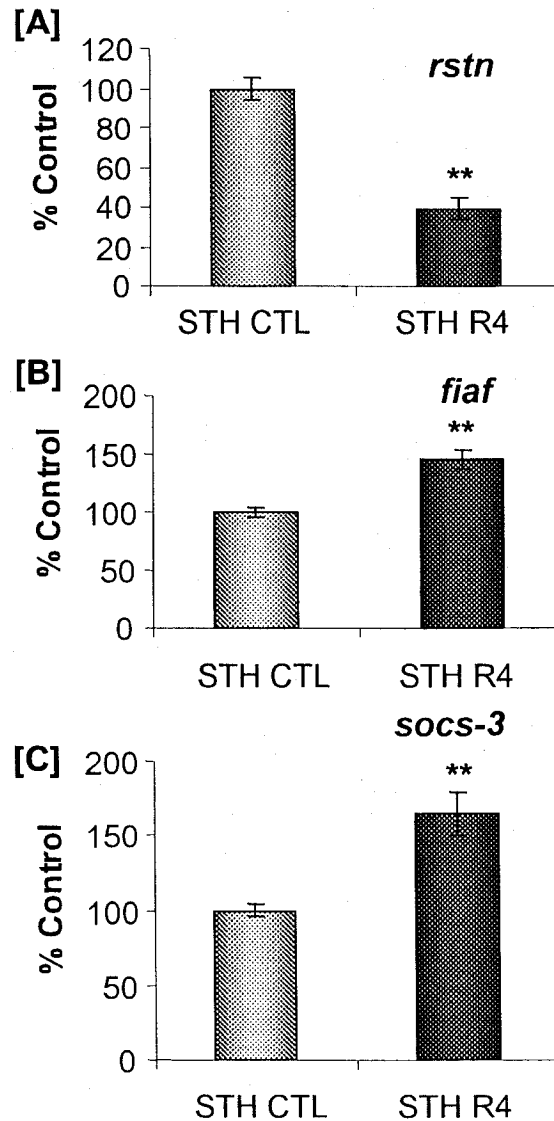 [A]
rstn
% Control
120
100
80
60
40
20
0
**
STH CTL
STH R4
[B]
fiaf
% Control
200
150
100
50
0
**
STH CTL
STH R4
[C]
socs-3
% Control
200
150
100
50
0
**
STH CTL
STH R4